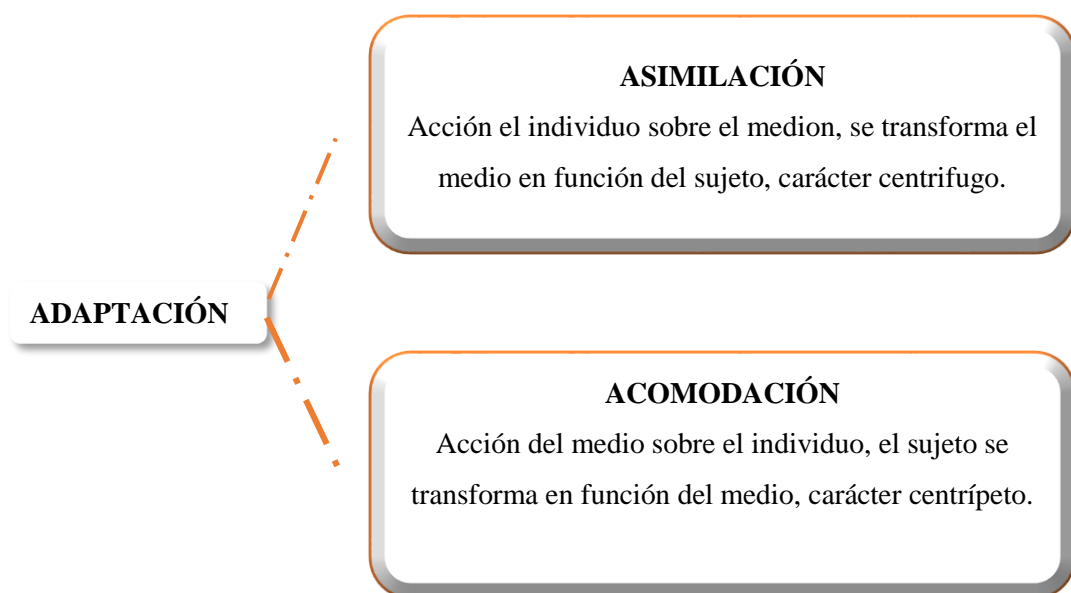 ASIMILACIÓN
Acción el individuo sobre el medion, se transforma el
medio en función del sujeto, carácter centrifugo.
ADAPTACIÓN
ACOMODACIÓN
Acción del medio sobre el individuo, el sujeto se
transforma en función del medio, carácter centrípeto.